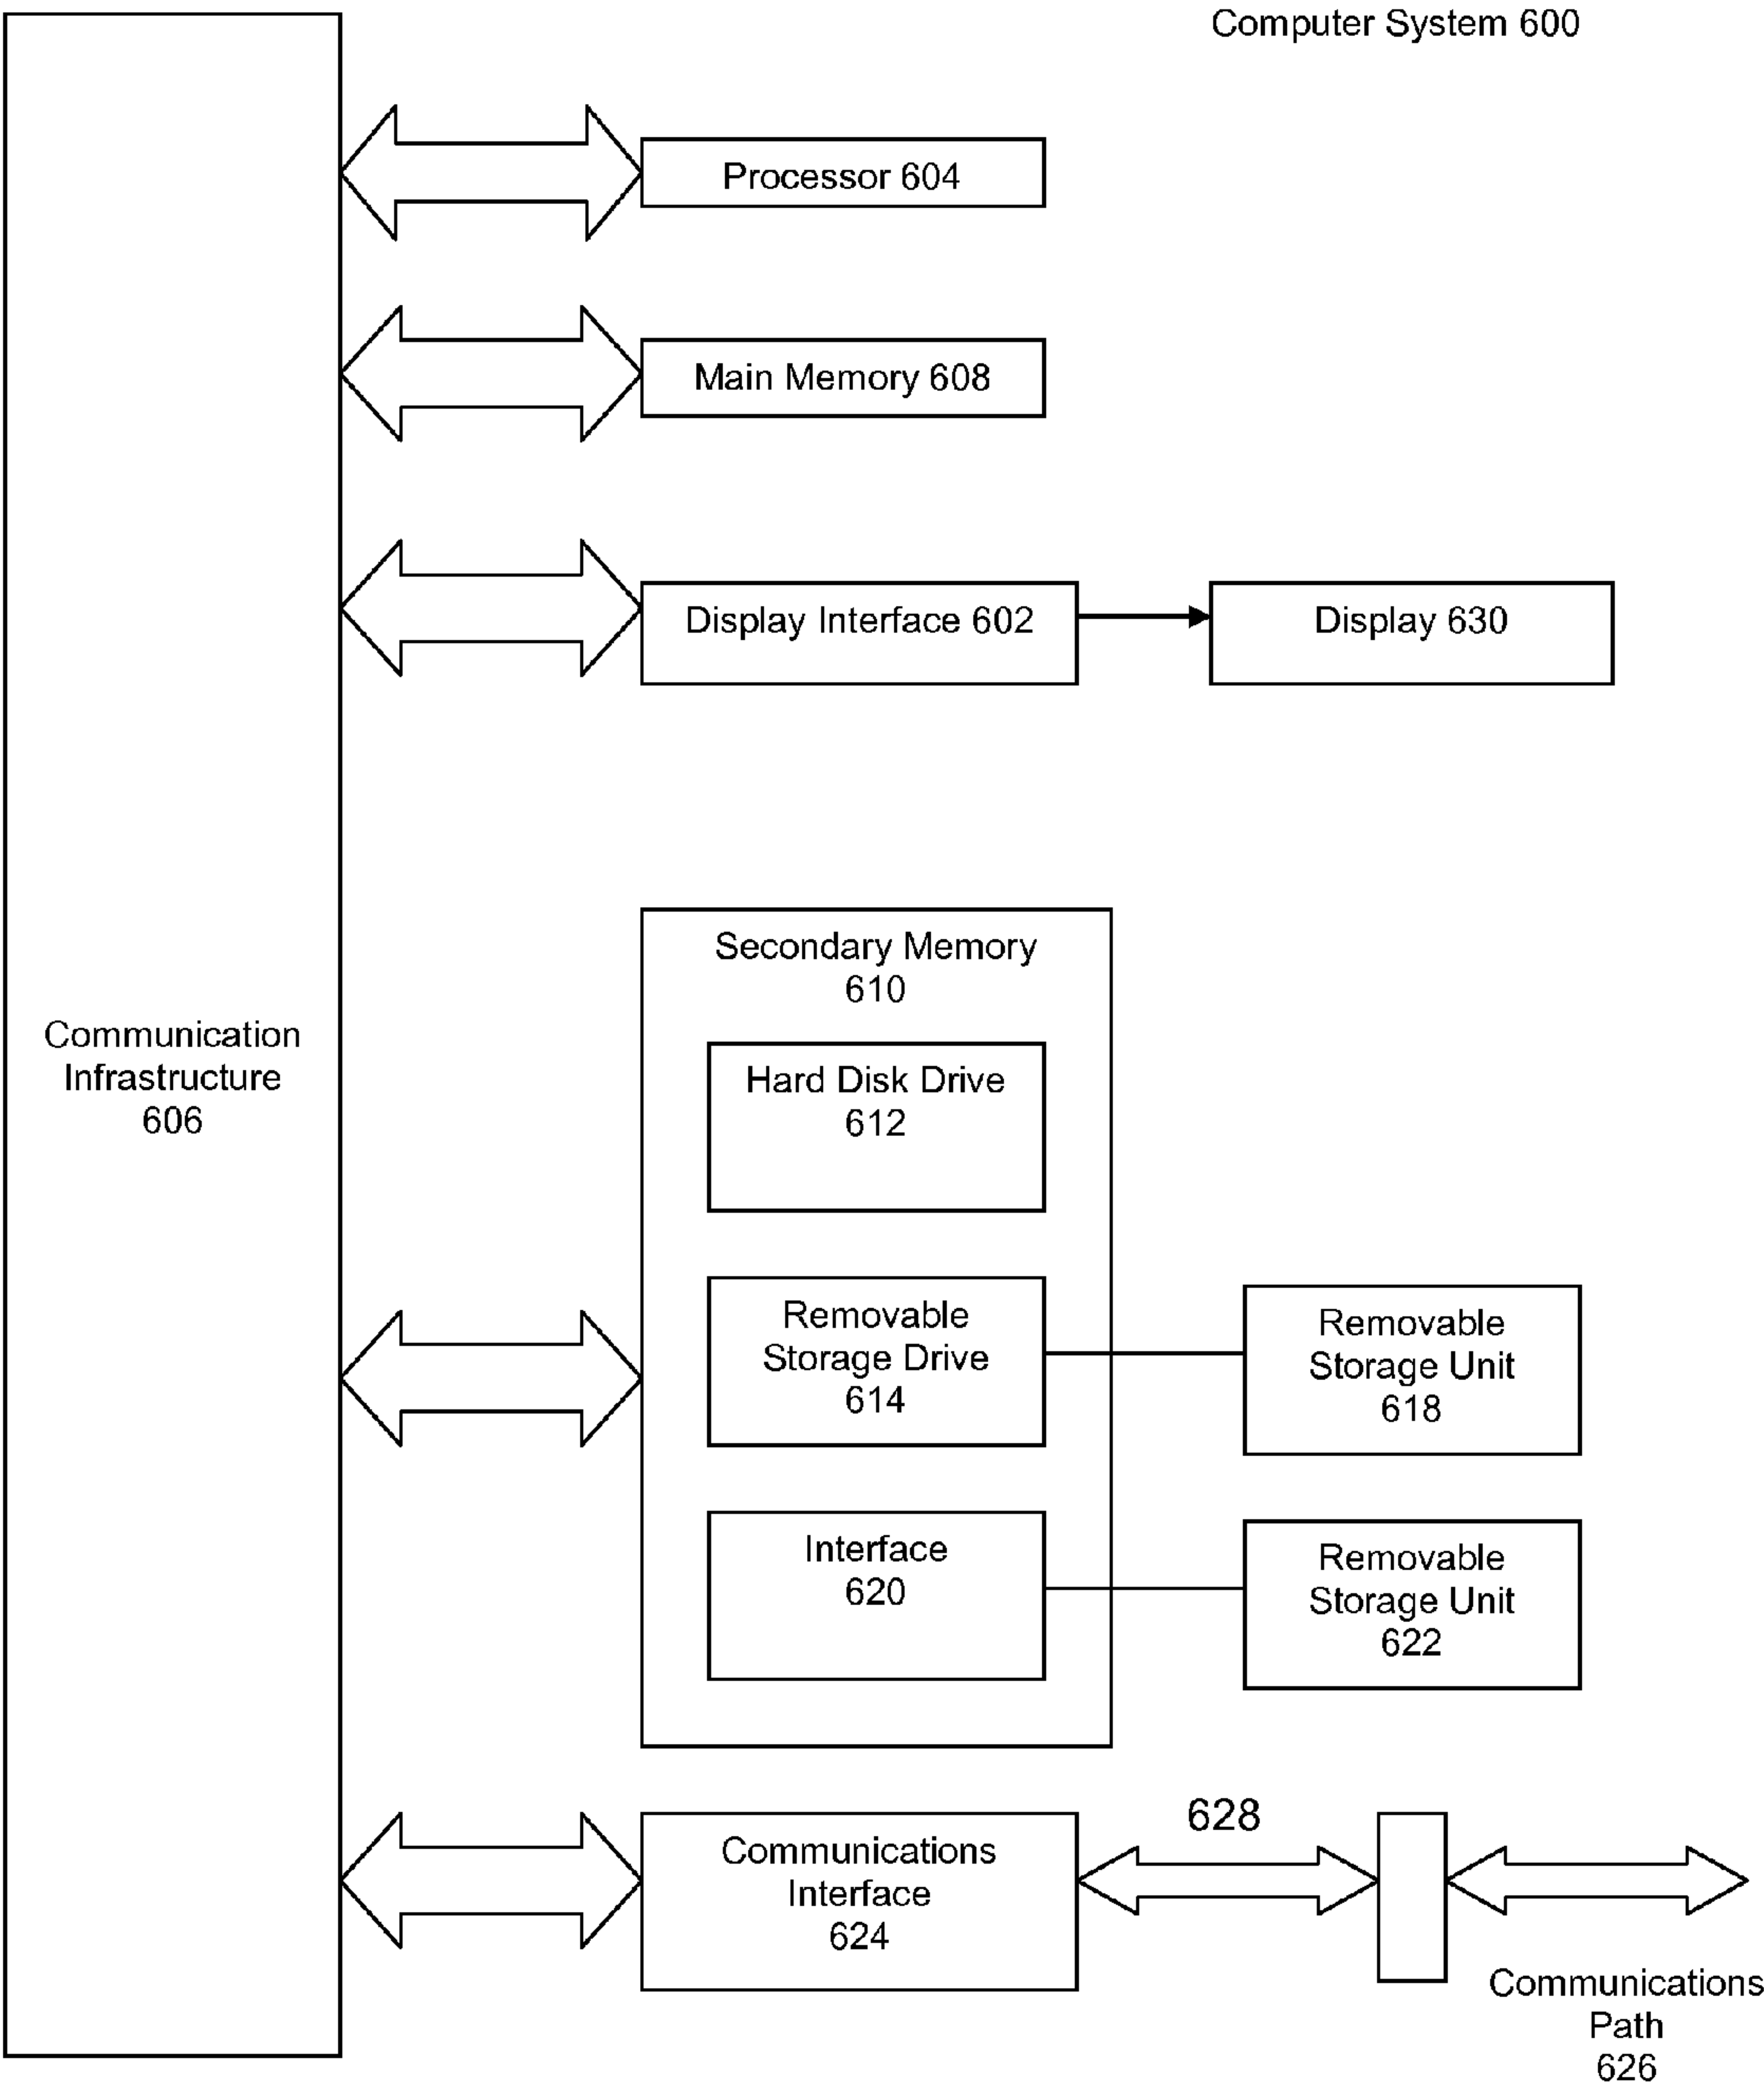 Computer System 600
Processor 604
Main Memory 608
Display Interface 602
Display 630
Communication
Infrastructure
606
Secondary Memory
610
Hard Disk Drive
612
Removable
Storage Drive
614
Removable
Storage Unit
618
Interface
620
Removable
Storage Unit
622
Communications
Interface
624
628
Communications
Path
626